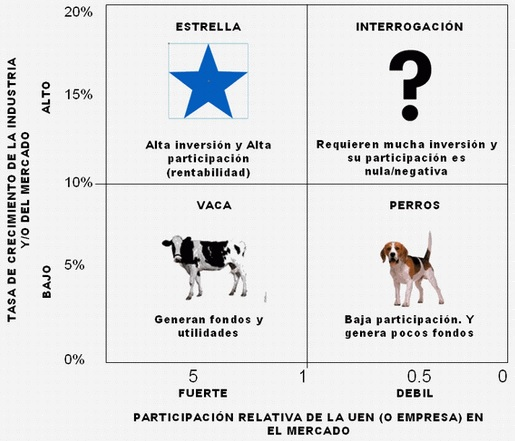 20%
ESTRELLA
INTERROGACIÓN
TASA DE CRECIMIENTO DE LA INDUSTRIA
Y/O DEL MERCADO
ALTO
15%
?
Alta inversión y Alta
participación
(rentabilidad)
Requieren mucha inversión y
su participación es
nula/negativa
10%
VACA
PERROS
BAJO
5%
Generan fondos y
utilidades
Baja participación. Y
genera pocos fondos
0%
5
1
0.5
0
FUERTE
DEBIL
PARTICIPACIÓN RELATIVA DE LA UEN (O EMPRESA) EN
EL MERCADO